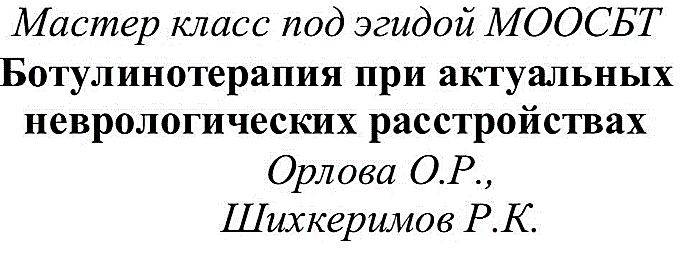 Мастер класс под эгидой МООСБТ
Ботулинотерапия при актуальных
неврологических расстройствах
Орлова О.Р.,
Шихкеримов Р.К.